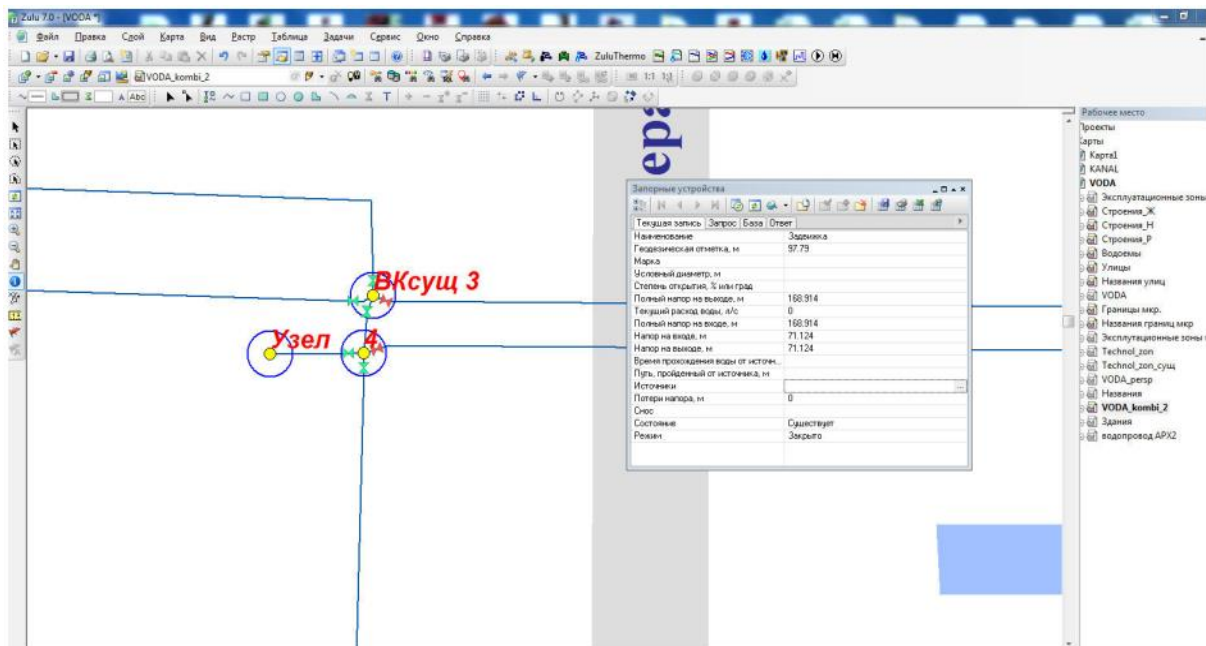 Zulu 7.0 - [VODA *]
Файл Правка Слой Карта Вид Растр Таблица Задачи Сервис Окно Справка
ZuluThermo
VODA_kombi_2
1:1
Abc
ера
ВКсущ 3
Узел 4
Запорные устройства
Текущая запись Запрос База Ответ
Наименование Задвижка
Геодезическая отметка, м 97.79
Марка
Условный диаметр, м
Степень открытия, % или град
Полный напор на выходе, м 168.914
Текущий расход воды, л/с 0
Полный напор на входе, м 168.914
Напор на входе, м 71.124
Напор на выходе, м 71.124
Время прохождения воды от источн...
Путь, пройденный от источника, м
Источники ...
Потери напора, м 0
Снос
Состояние Существует
Режим Закрыто
Рабочее место
Проекты
Карты
Карта1
KANAL
VODA
Эксплуатационные зоны
Строения_Ж
Строения_Н
Строения_Р
Водоемы
Улицы
Названия улиц
VODA
Границы мкр.
Названия границ мкр
Эксплутационные зоны
Technol_zon
Technol_zon_сущ
VODA_persp
Названия
VODA_kombi_2
Здания
водопровод APX2